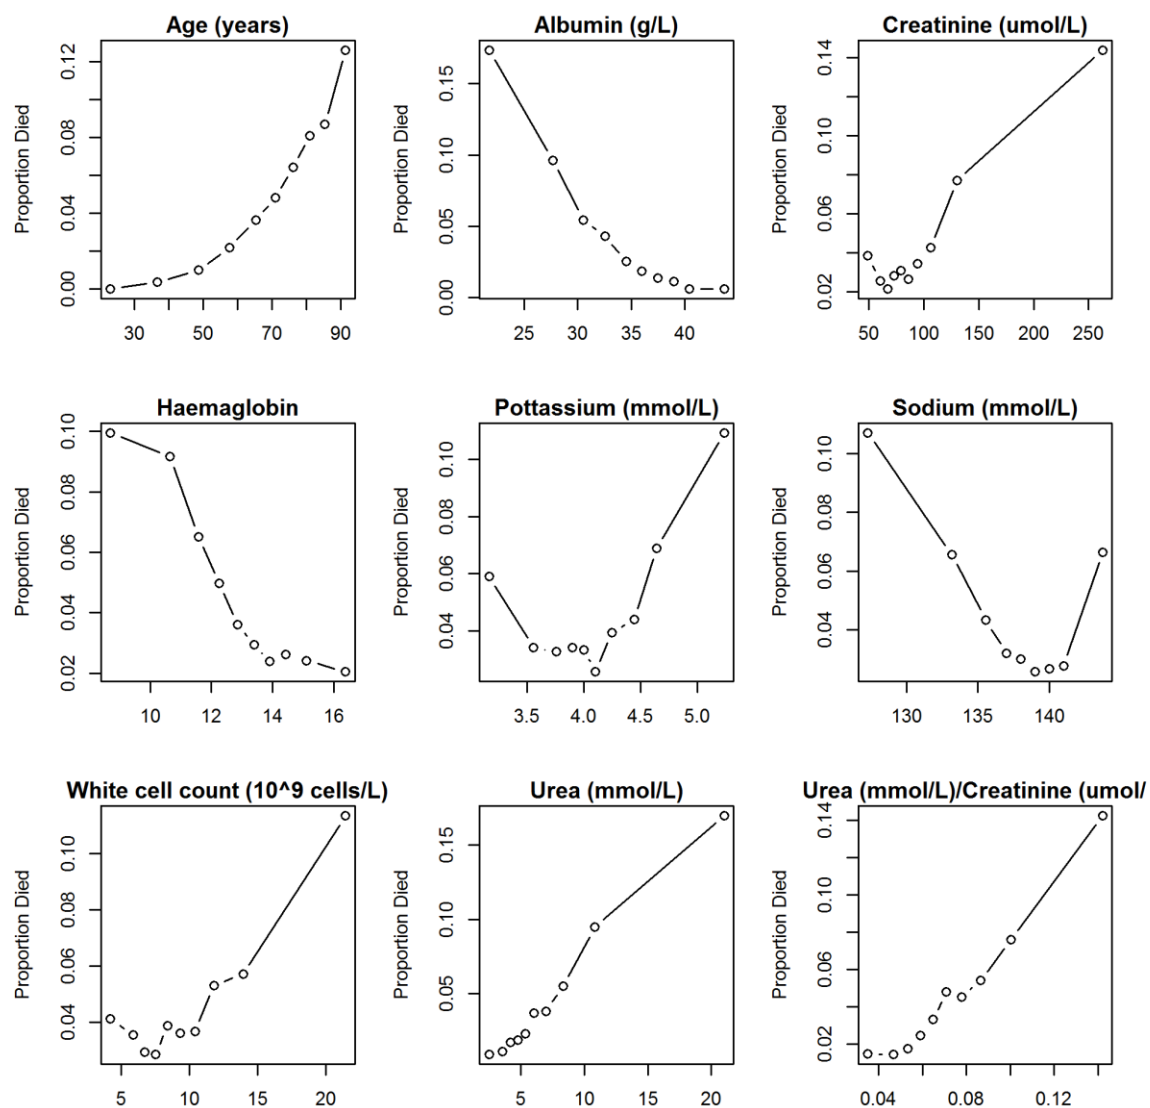 Age (years)
Proportion Died
0.00 0.04 0.08 0.12
30 50 70 90
Albumin (g/L)
Proportion Died
0.00 0.05 0.10 0.15
25 30 35 40
Creatinine (umol/L)
Proportion Died
0.02 0.06 0.10 0.14
50 100 150 200 250
Haemaglobin
Proportion Died
0.02 0.04 0.06 0.08 0.10
10 12 14 16
Pottassium (mmol/L)
Proportion Died
0.04 0.06 0.08 0.10
3.5 4.0 4.5 5.0
Sodium (mmol/L)
Proportion Died
0.04 0.06 0.08 0.10
130 135 140
White cell count (10^9 cells/L)
Proportion Died
0.04 0.06 0.08 0.10
5 10 15 20
Urea (mmol/L)
Proportion Died
0.05 0.10 0.15
5 10 15 20
Urea (mmol/L)/Creatinine (umol/
Proportion Died
0.02 0.06 0.10 0.14
0.04 0.08 0.12